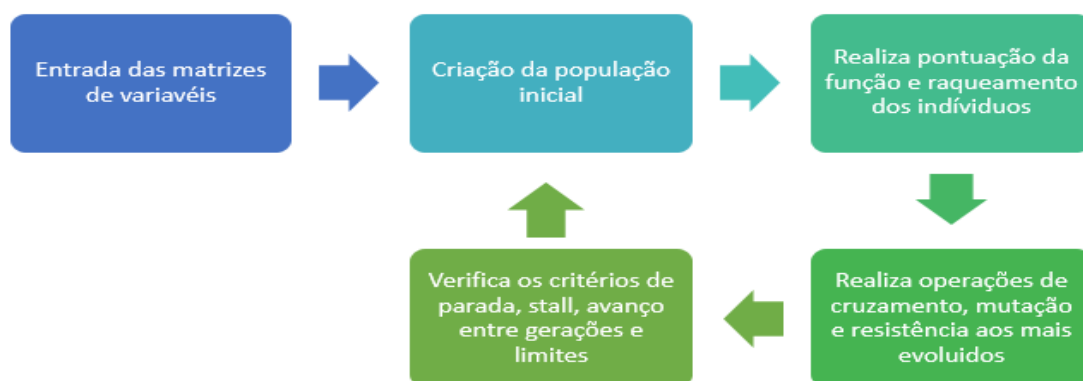 Entrada das matrizes
de variavéis
Criação da população
inicial
Realiza pontuação da
função e raqueamento
dos indíviduos
Realiza operações de
cruzamento, mutação
e resistência aos mais
evoluidos
Verifica os critérios de
parada, stall, avanço
entre gerações e
limites